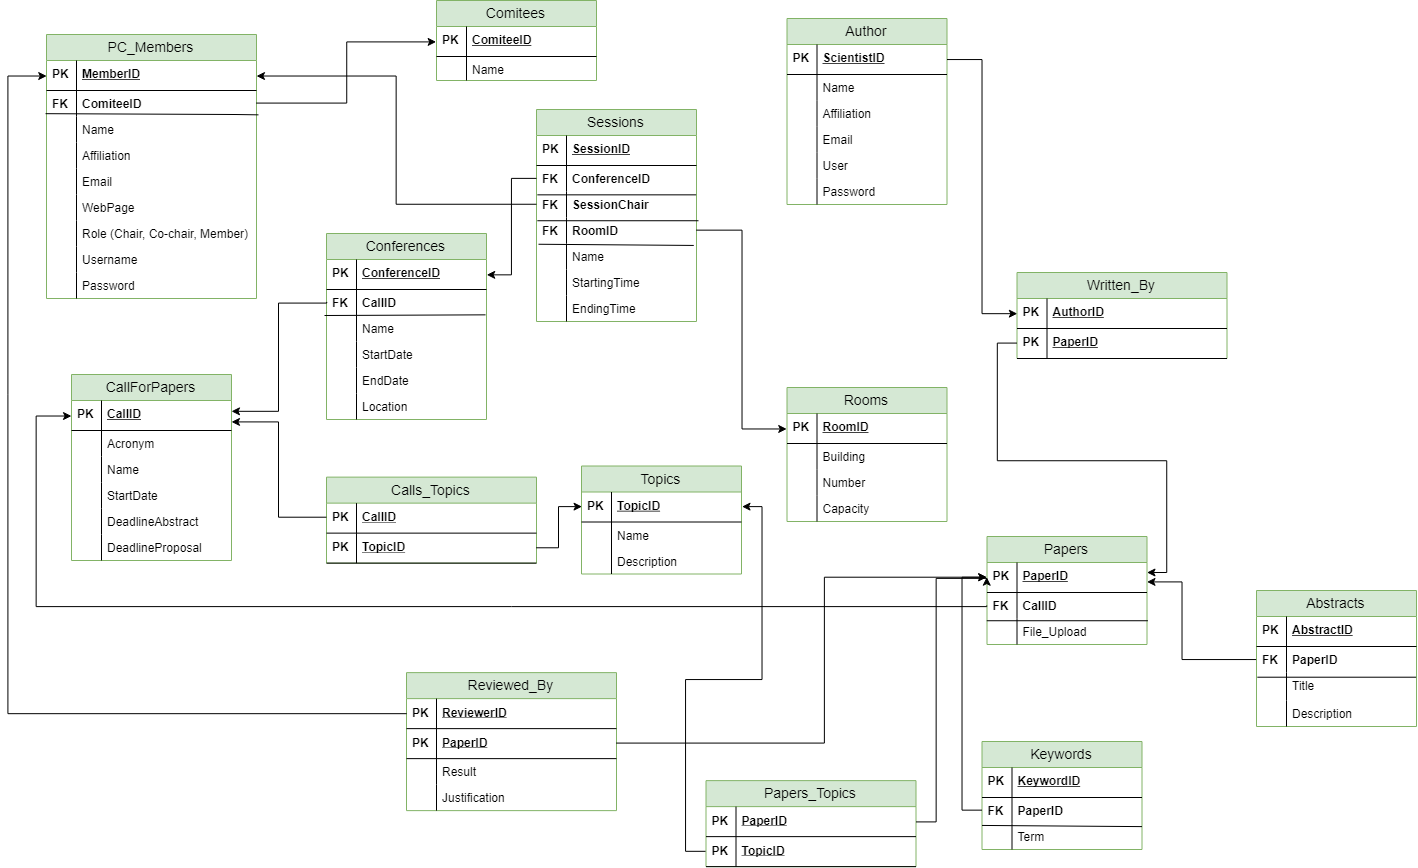 Comitees
PK ComiteeID
Name
PC_Members
PK MemberID
FK ComiteeID
Name
Affiliation
Email
WebPage
Role (Chair, Co-chair, Member)
Username
Password
Author
PK ScientistID
Name
Affiliation
Email
User
Password
Sessions
PK SessionID
FK ConferenceID
FK SessionChair
FK RoomID
Name
StartingTime
EndingTime
Conferences
PK ConferenceID
FK CallID
Name
StartDate
EndDate
Location
Written_By
PK AuthorID
PK PaperID
CallForPapers
PK CallID
Acronym
Name
StartDate
DeadlineAbstract
DeadlineProposal
Rooms
PK RoomID
Building
Number
Capacity
Calls_Topics
PK CallID
PK TopicID
Topics
PK TopicID
Name
Description
Papers
PK PaperID
FK CallID
File_Upload
Abstracts
PK AbstractID
FK PaperID
Title
Description
Reviewed_By
PK ReviewerID
PK PaperID
Result
Justification
Keywords
PK KeywordID
FK PaperID
Term
Papers_Topics
PK PaperID
PK TopicID